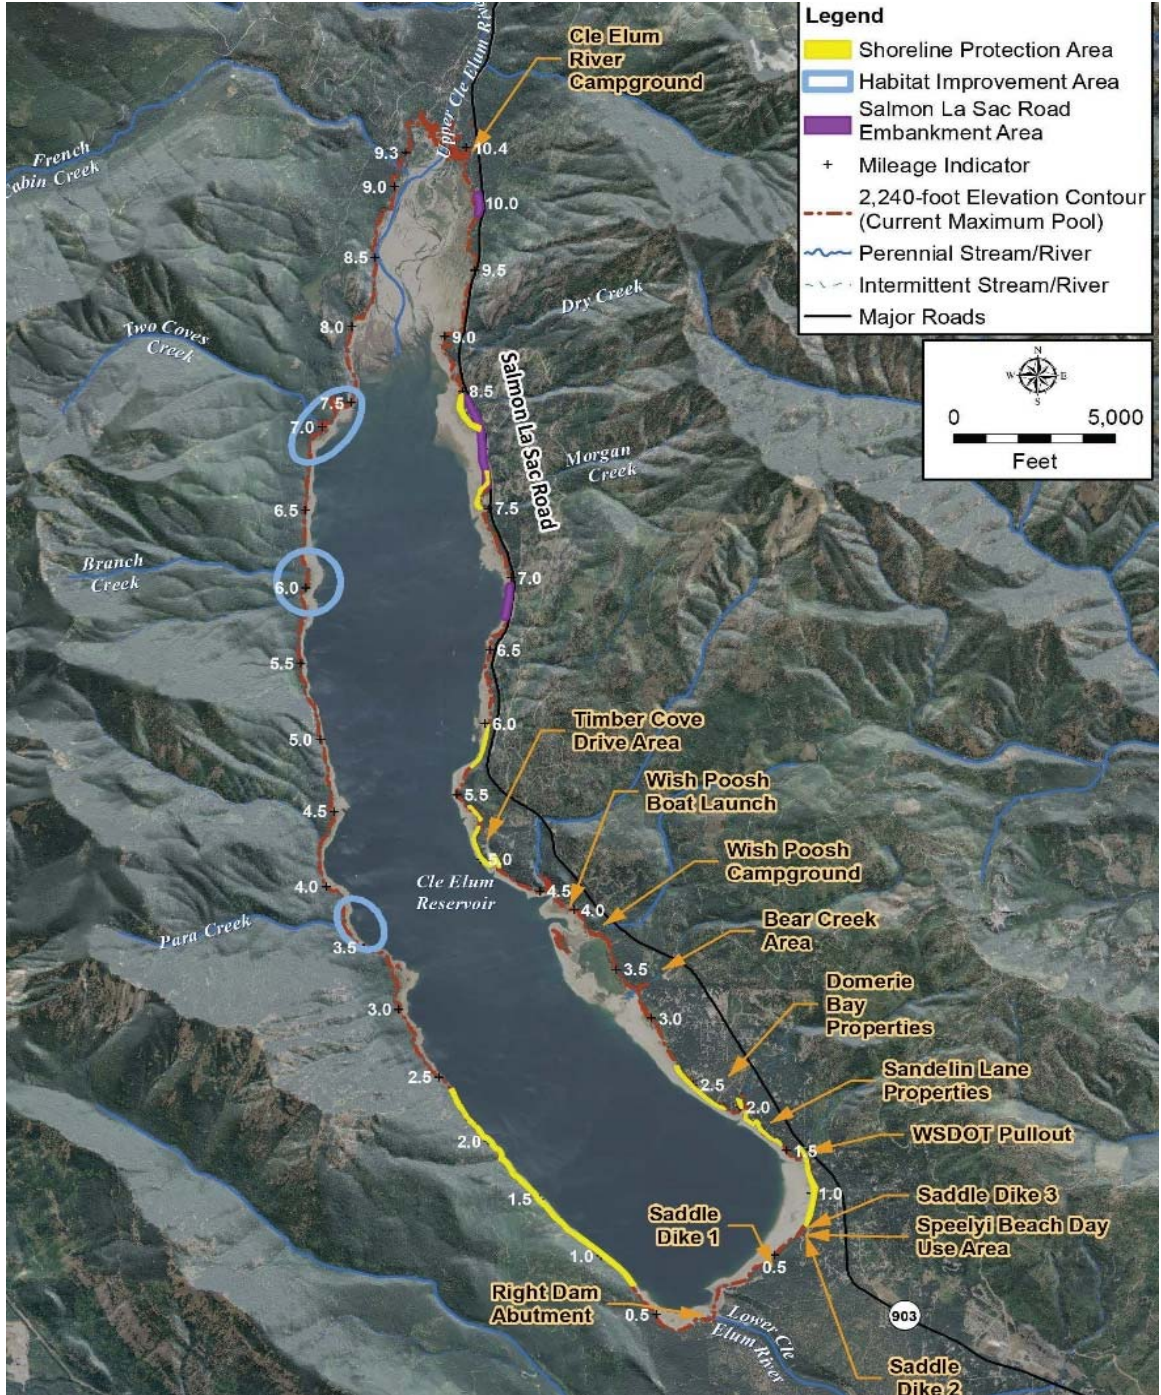 Legend
Shoreline Protection Area
Habitat Improvement Area
Salmon La Sac Road
Embankment Area
Mileage Indicator
2,240-foot Elevation Contour
(Current Maximum Pool)
Perennial Stream/River
Intermittent Stream/River
Major Roads
N
W E
S
0 5,000
Feet
Cle Elum
River
Campground
Upper Cle Elum River
French
Cabin Creek
9.3
10.4
9.0
10.0
8.5
9.5
Dry Creek
8.0
9.0
Two Coves
Creek
Salmon La Sac Road
7.5
8.5
7.0
Morgan
Creek
6.5
7.5
Branch
Creek
6.0
7.0
5.5
6.5
5.0
6.0
Timber Cove
Drive Area
4.5
5.5
Wish Poosh
Boat Launch
5.0
Wish Poosh
Campground
4.0
Cle Elum
Reservoir
4.5
4.0
Bear Creek
Area
Para Creek
3.5
3.5
Domerie
Bay
Properties
3.0
3.0
2.5
2.5
Sandelin Lane
Properties
2.0
2.0
WSDOT Pullout
1.5
1.5
1.0
Saddle Dike 3
Saddle
Dike 1
Speelyi Beach Day
Use Area
1.0
0.5
Right Dam
Abutment
0.5
Lower Cle
Elum River
903
Saddle
Dike 2